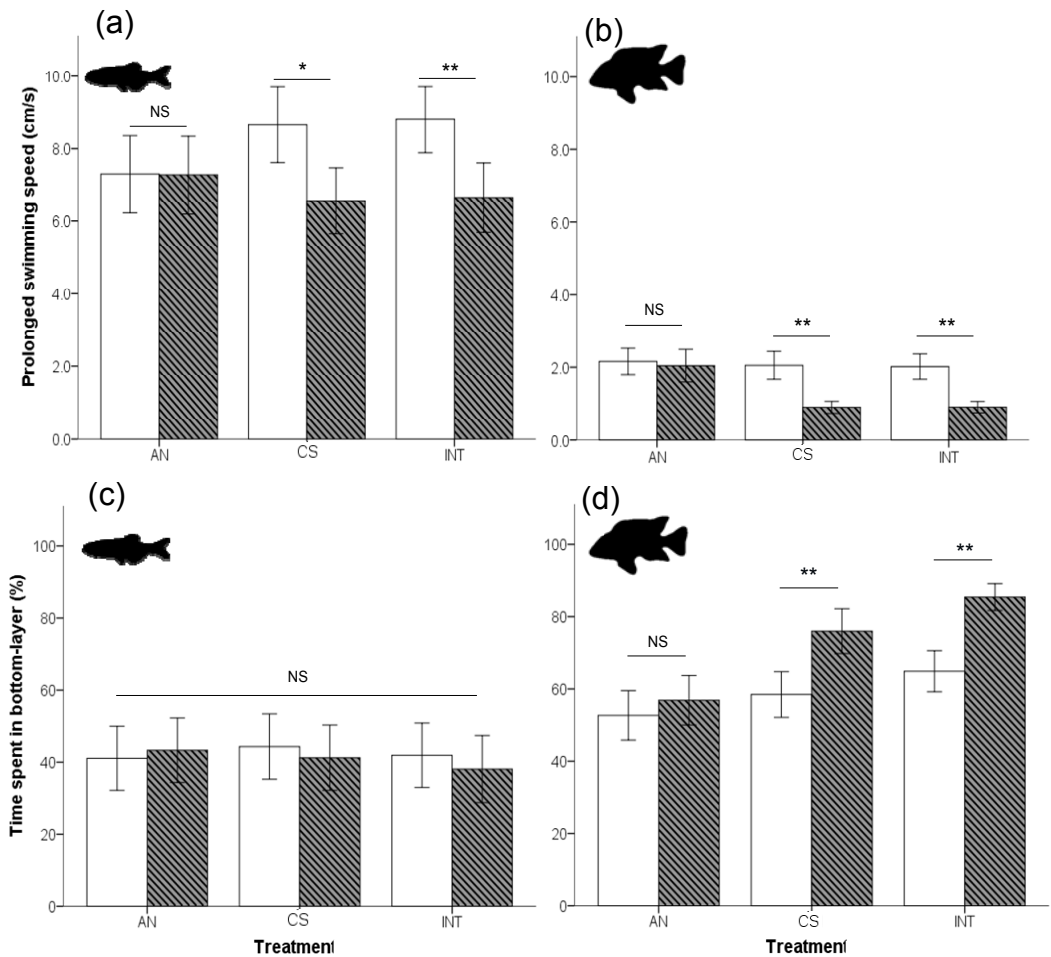 (a)
Prolonged swimming speed (cm/s)
10.0
8.0
6.0
4.0
2.0
0.0
NS
*
**
AN
CS
INT
(b)
10.0
8.0
6.0
4.0
2.0
0.0
NS
**
**
AN
CS
INT
(c)
Time spent in bottom-layer (%)
100
80
60
40
20
0
NS
AN
CS
INT
Treatment
(d)
100
80
60
40
20
0
NS
**
**
AN
CS
INT
Treatment